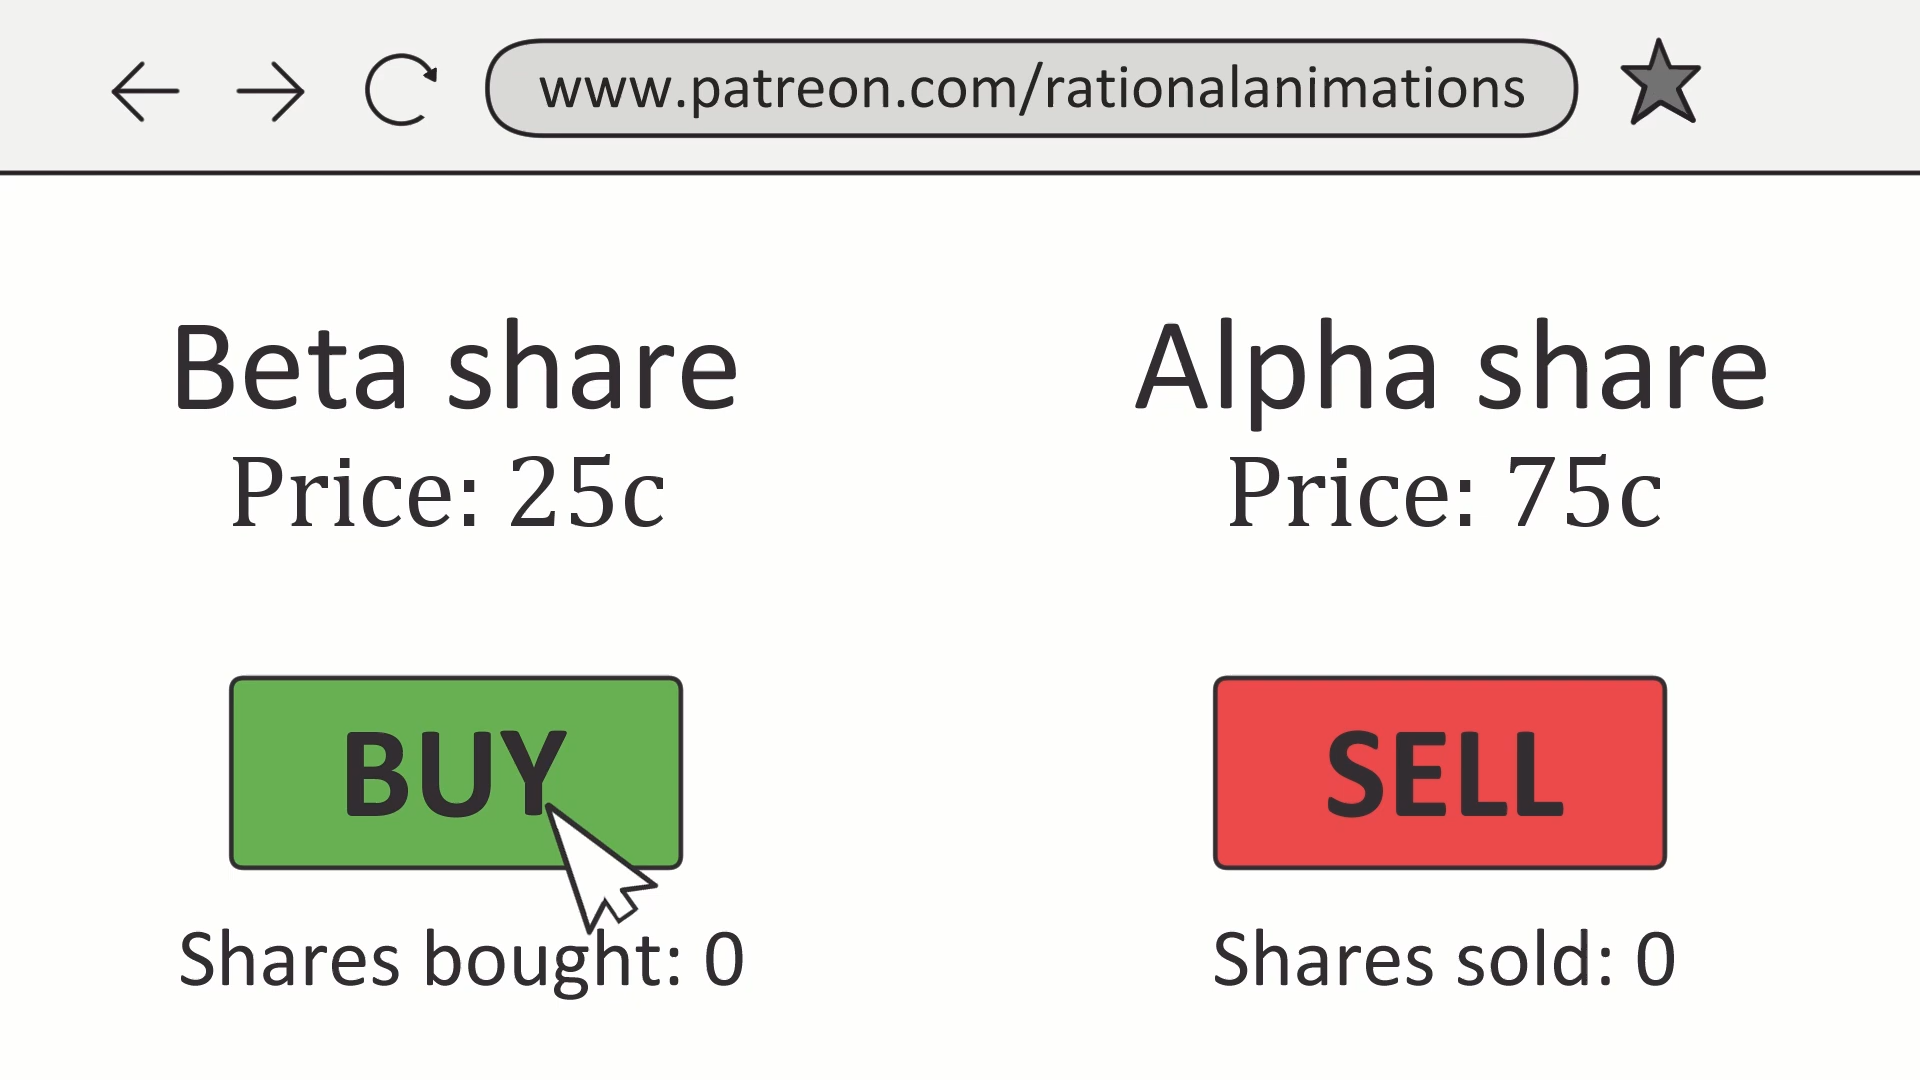 www.patreon.com/rationalanimations
Beta share
Price: 25c
BUY
Shares bought: 0
Alpha share
Price: 75c
SELL
Shares sold: 0